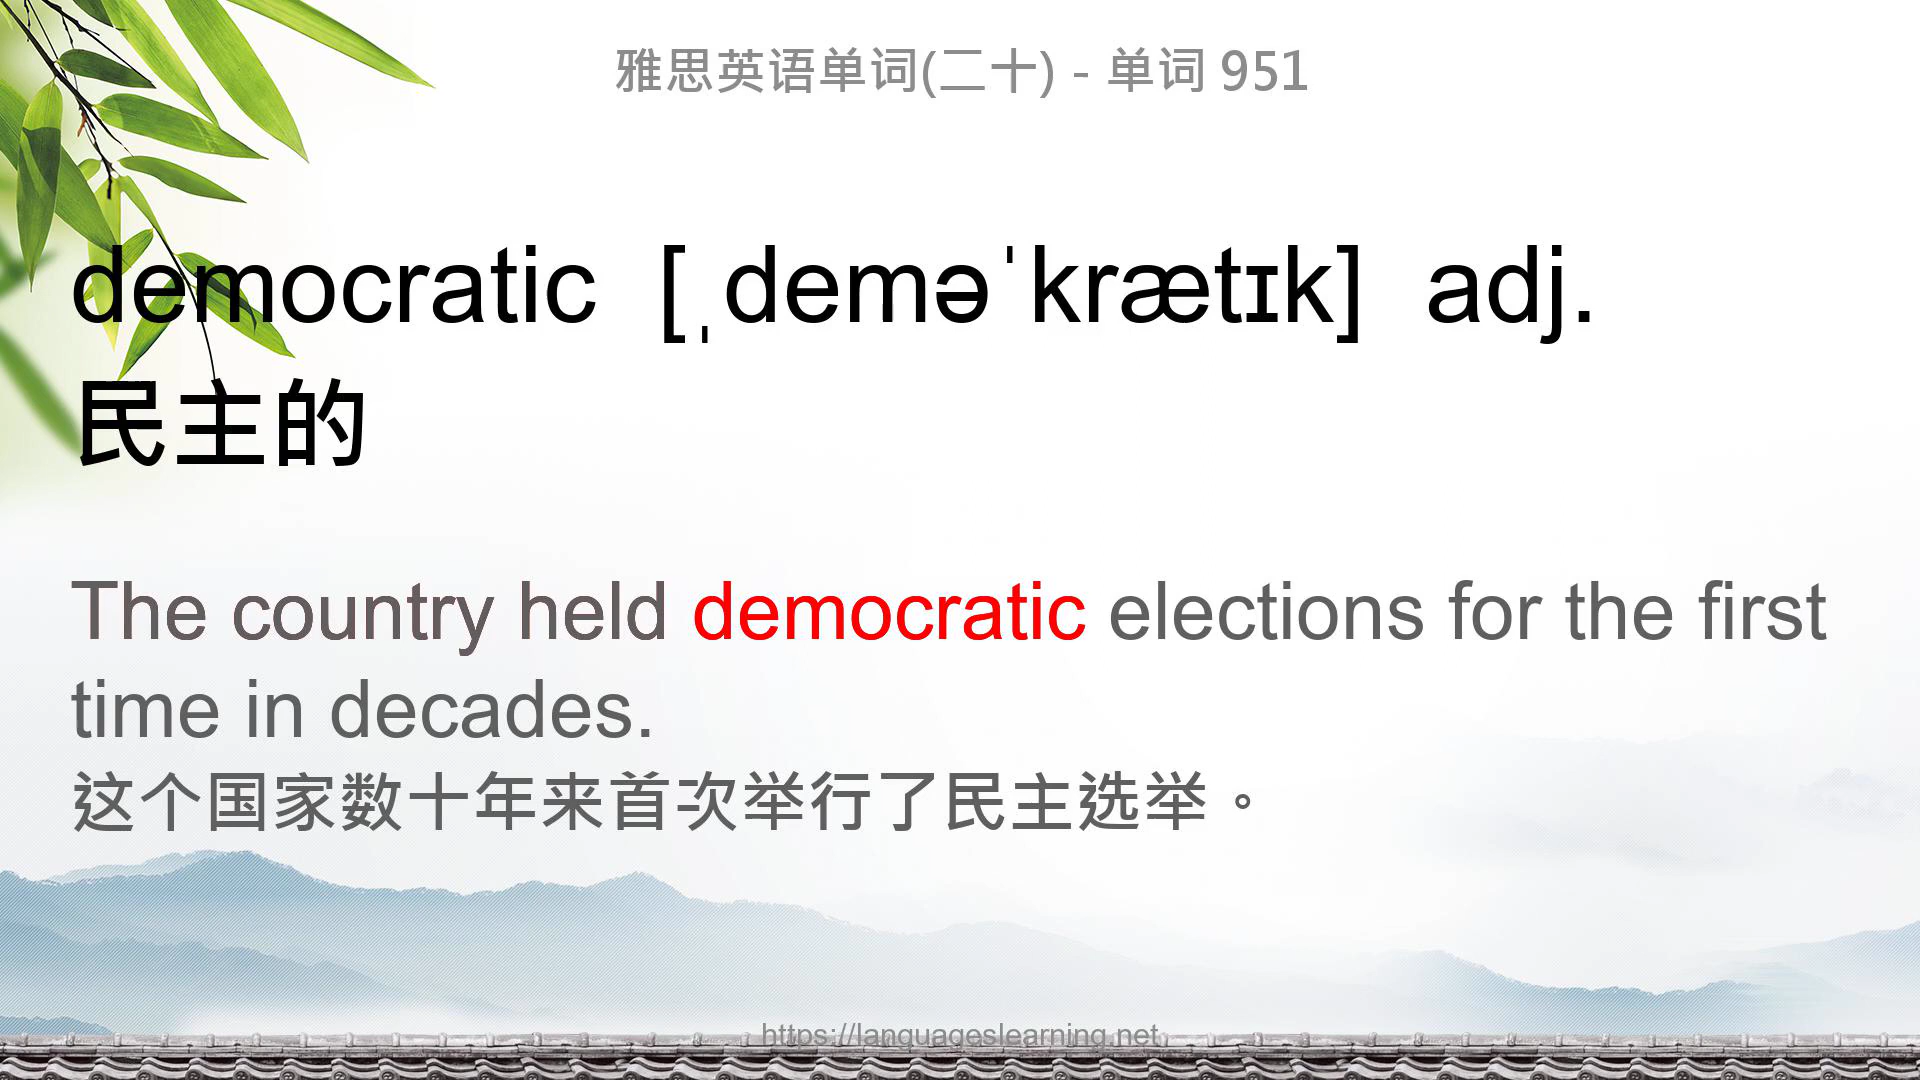 雅思英语单词(二十) - 单词 951
democratic [ˌdeməˈkrætɪk] adj.
民主的
The country held democratic elections for the first
time in decades.
这个国家数十年来首次举行了民主选举。
https://languageslearning.net